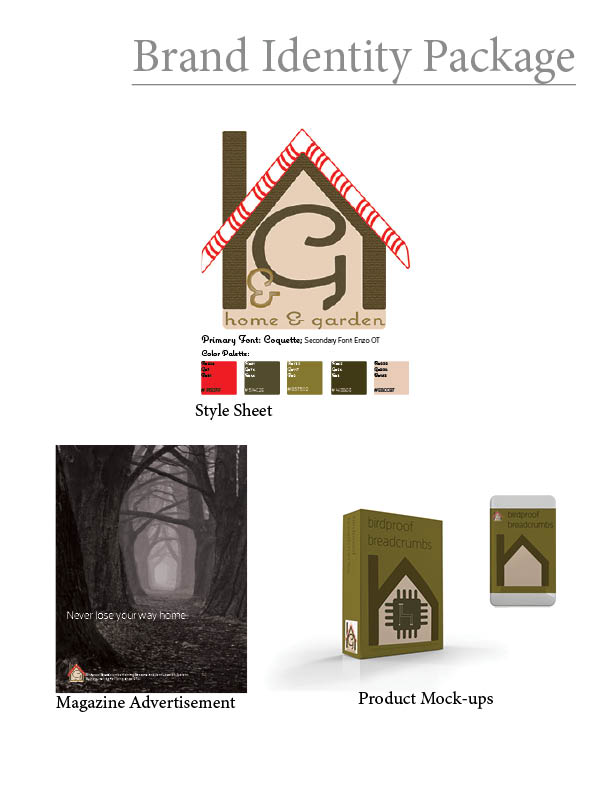 Brand Identity Package
G
&
home & garden
Primary Font: Coquette; Secondary Font Enzo OT
Color Palette:
Style Sheet
Never lose your way home.
birdproof
breadcrumbs
birdproof
breadcrumbs
Magazine Advertisement
Product Mock-ups